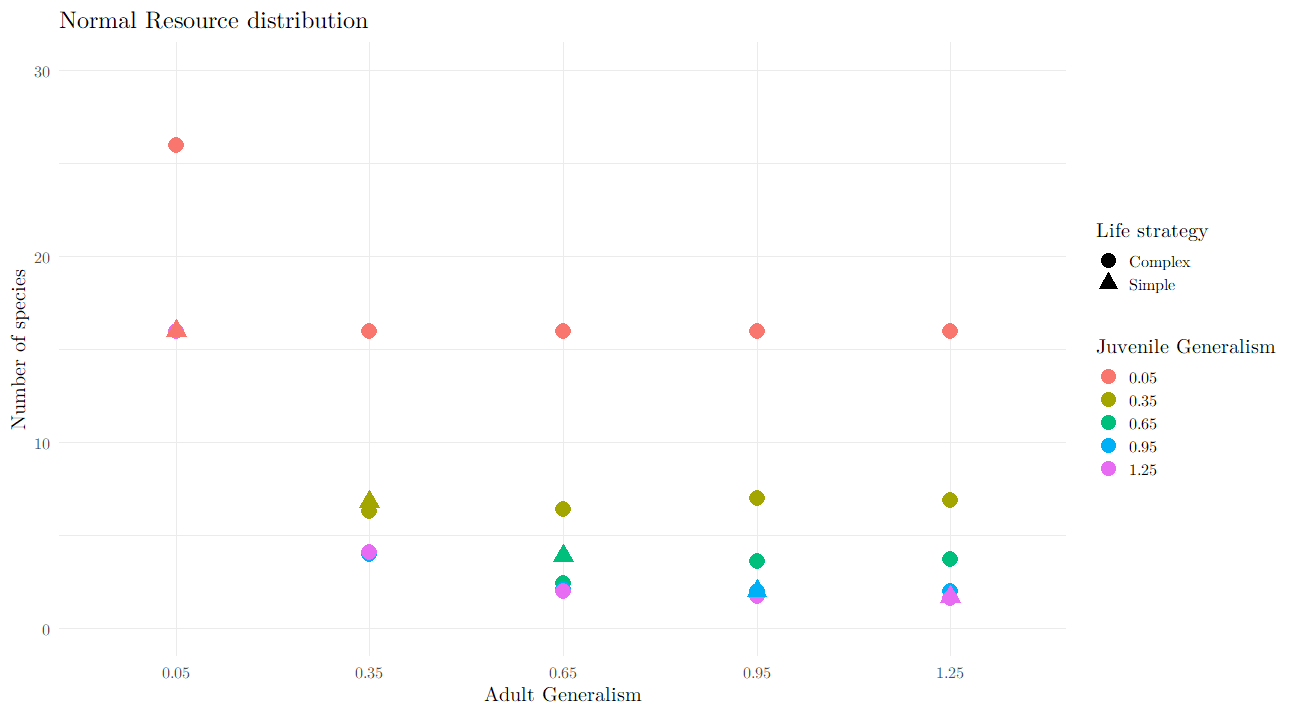 Normal Resource distribution
30
20
10
0
Number of species
0.05 0.35 0.65 0.95 1.25
Adult Generalism
Life strategy
Complex
Simple
Juvenile Generalism
0.05
0.35
0.65
0.95
1.25